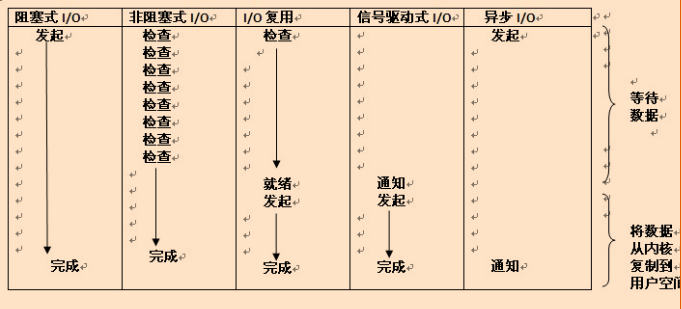 阻塞式 I/O 非阻塞式 I/O I/O 复用 信号驱动式 I/O 异步 I/O
发起 检查 检查 发起
检查
检查
检查
检查
检查
检查
检查
等待
数据
就绪 通知
发起 发起
将数据
从内核
完成 完成 完成 完成 通知 复制到
用户空间